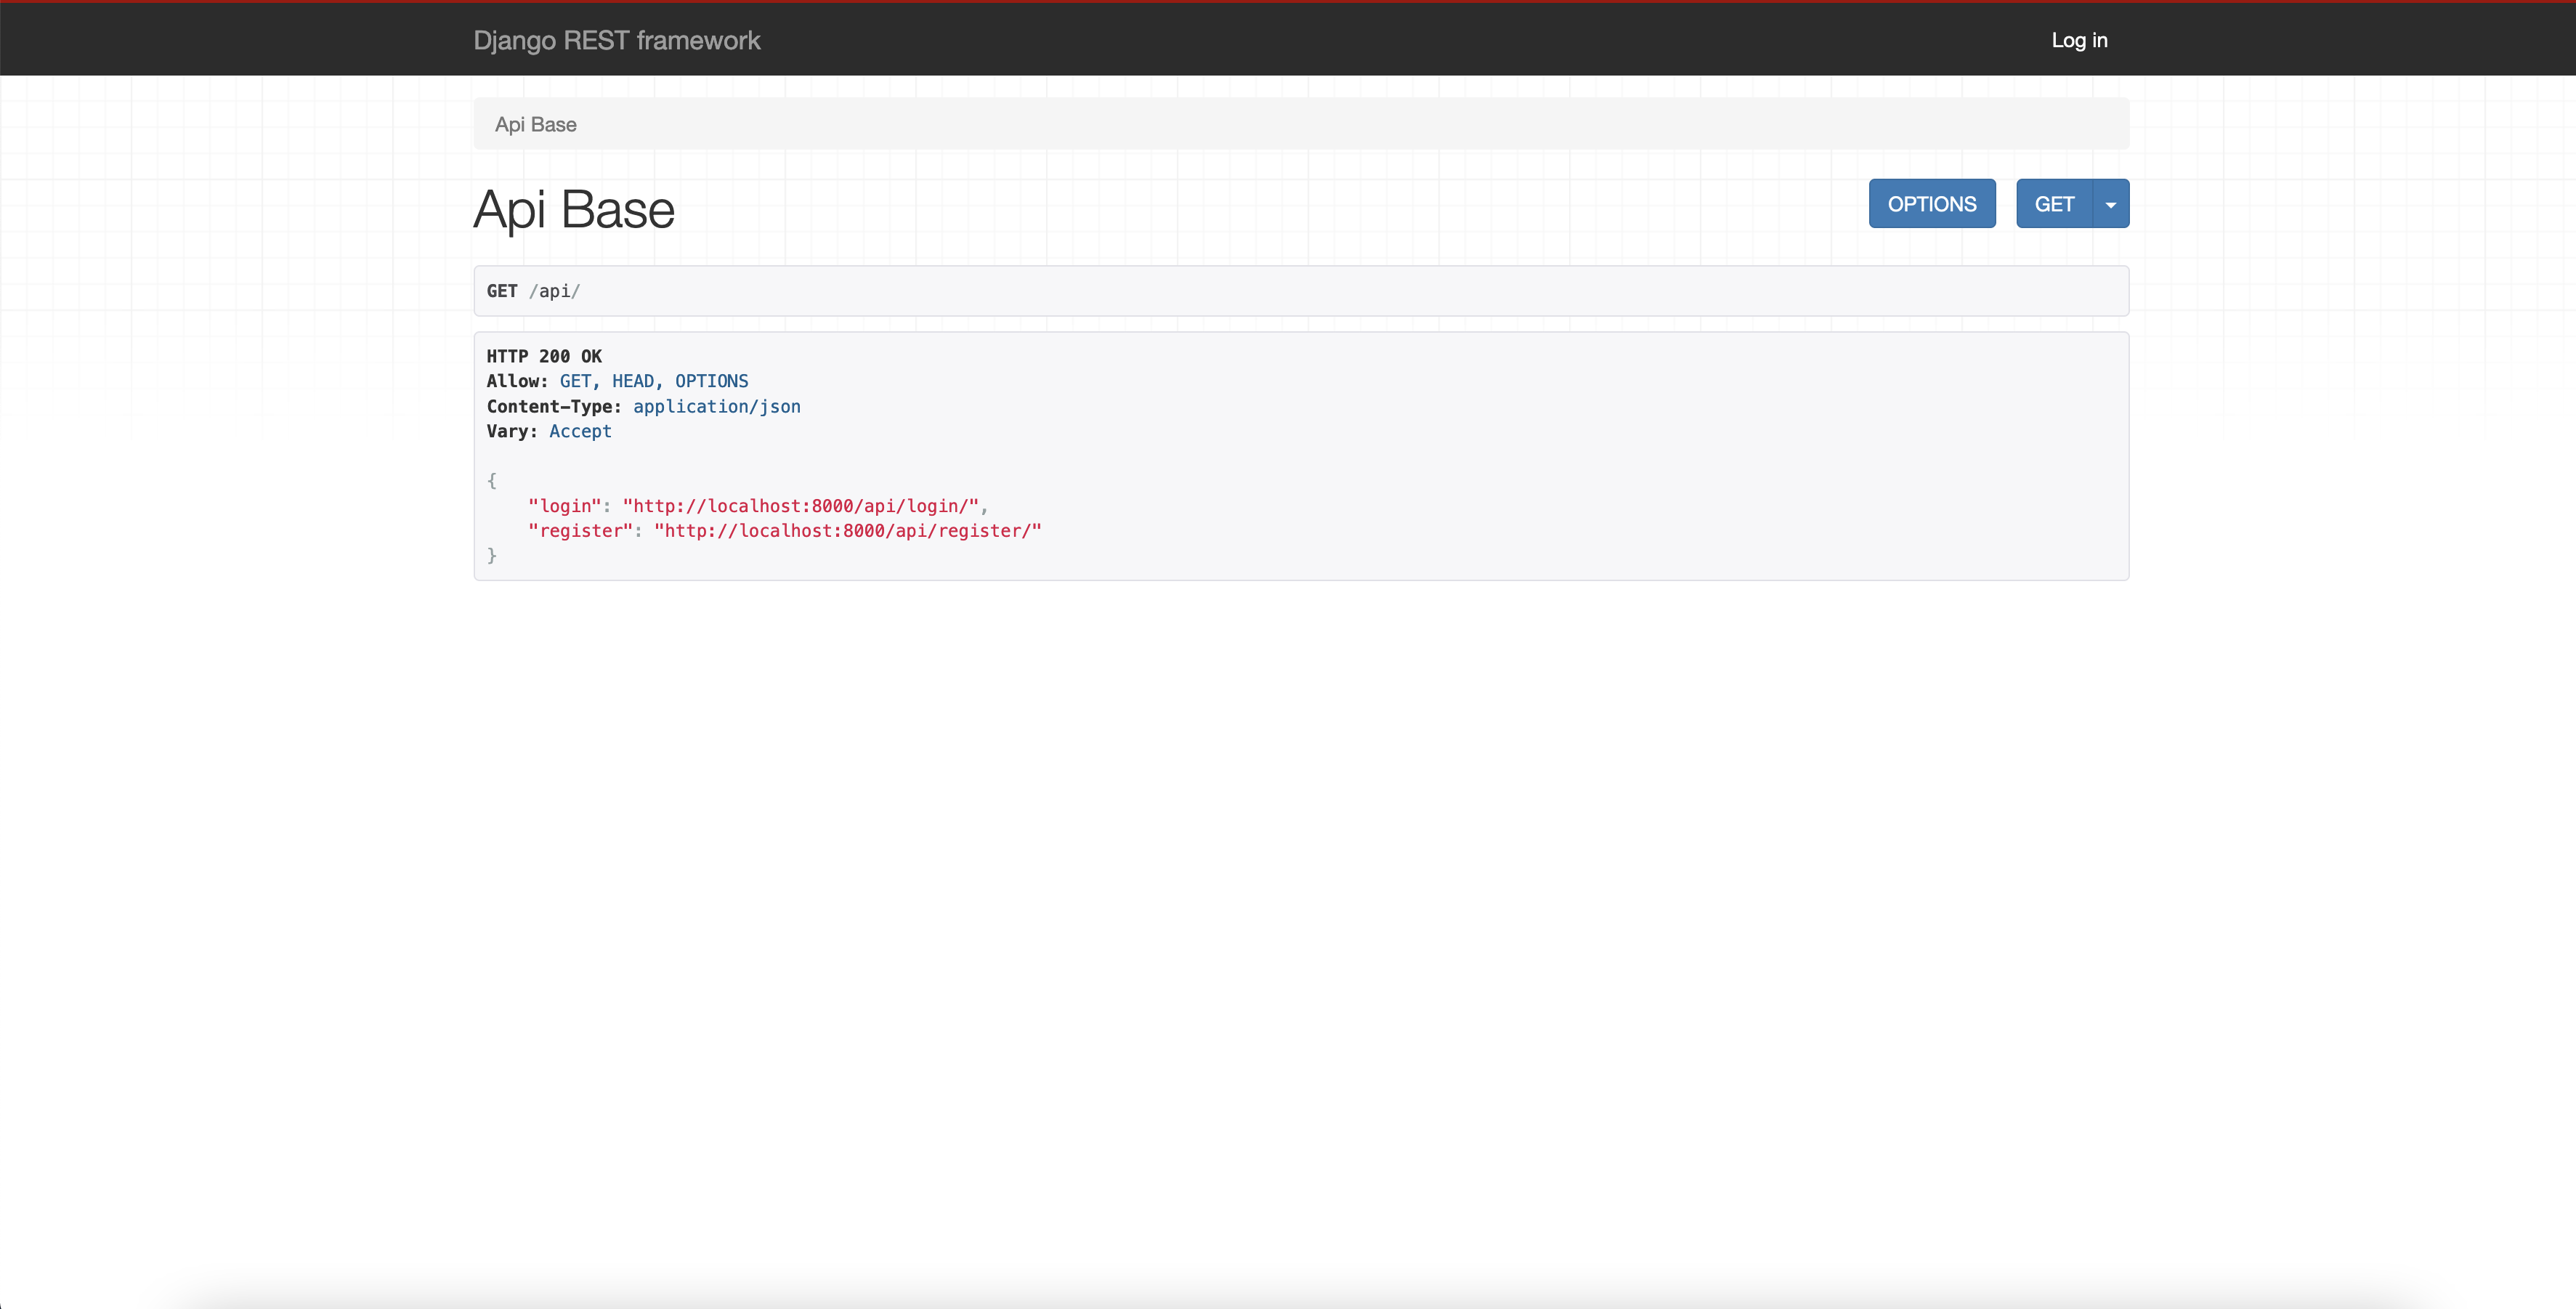 Django REST framework
Log in
Api Base
Api Base
OPTIONS
GET
GET /api/
HTTP 200 OK
Allow: GET, HEAD, OPTIONS
Content-Type: application/json
Vary: Accept
{
    "login": "http://localhost:8000/api/login/",
    "register": "http://localhost:8000/api/register/"
}